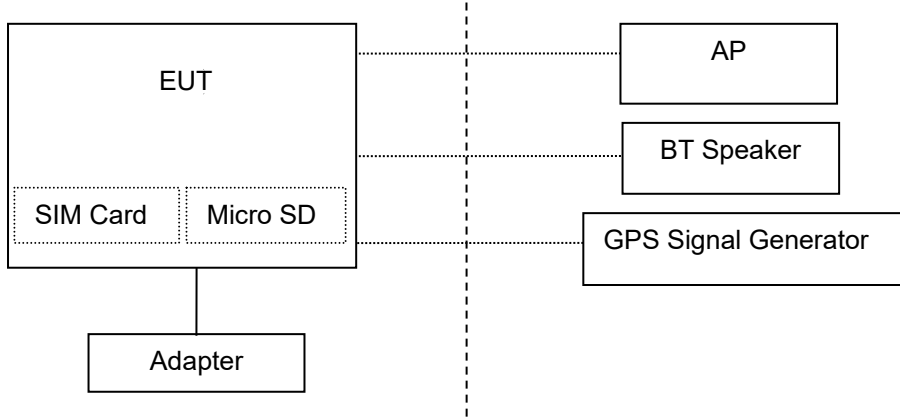 EUT
SIM Card
Micro SD
Adapter
AP
BT Speaker
GPS Signal Generator